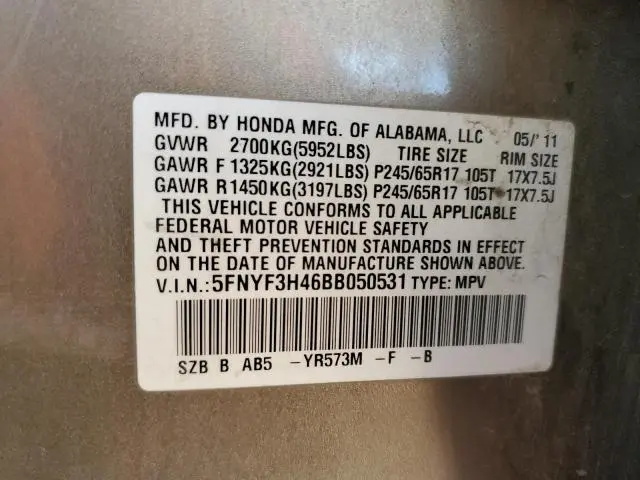 MFD. BY HONDA MFG. OF ALABAMA, LLC 05/'11
GVWR 2700KG(5952LBS) TIRE SIZE RIM SIZE
GAWR F 1325KG(2921LBS) P245/65R17 105T 17X7.5J
GAWR R 1450KG(3197LBS) P245/65R17 105T 17X7.5J
THIS VEHICLE CONFORMS TO ALL APPLICABLE
FEDERAL MOTOR VEHICLE SAFETY
AND THEFT PREVENTION STANDARDS IN EFFECT
ON THE DATE OF MANUFACTURE SHOWN ABOVE.
V.I.N.:5FNYF3H46BB050531 TYPE: MPV
SZB B AB5 -YR573M -F -B